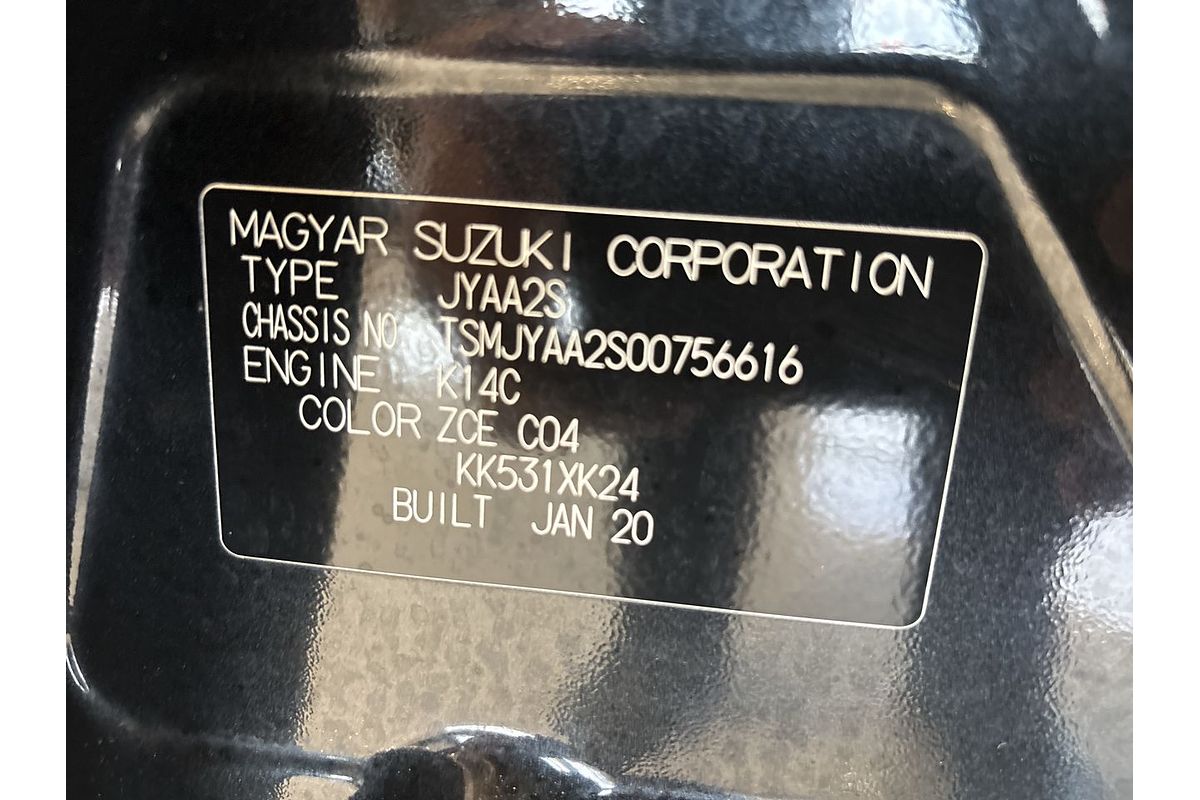 MAGYAR SUZUKI CORPORATION
TYPE JYAA2S
CHASSIS NO TSMJYAA2S00756616
ENGINE K14C
COLOR ZCE C04
KK531XK24
BUILT JAN 20